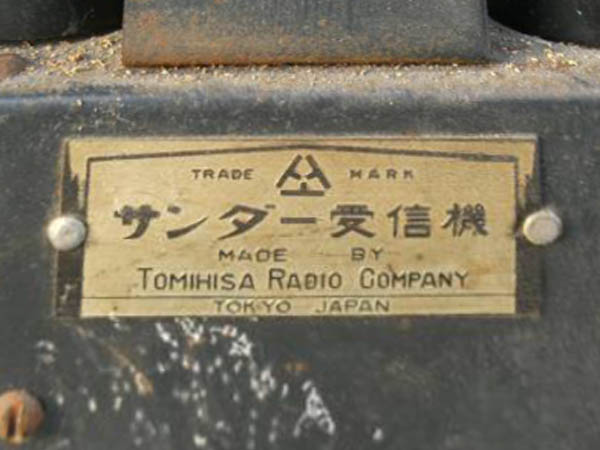 TRADE MARK
サンダー受信機
MADE BY
TOMIHISA RADIO COMPANY
TOKYO JAPAN